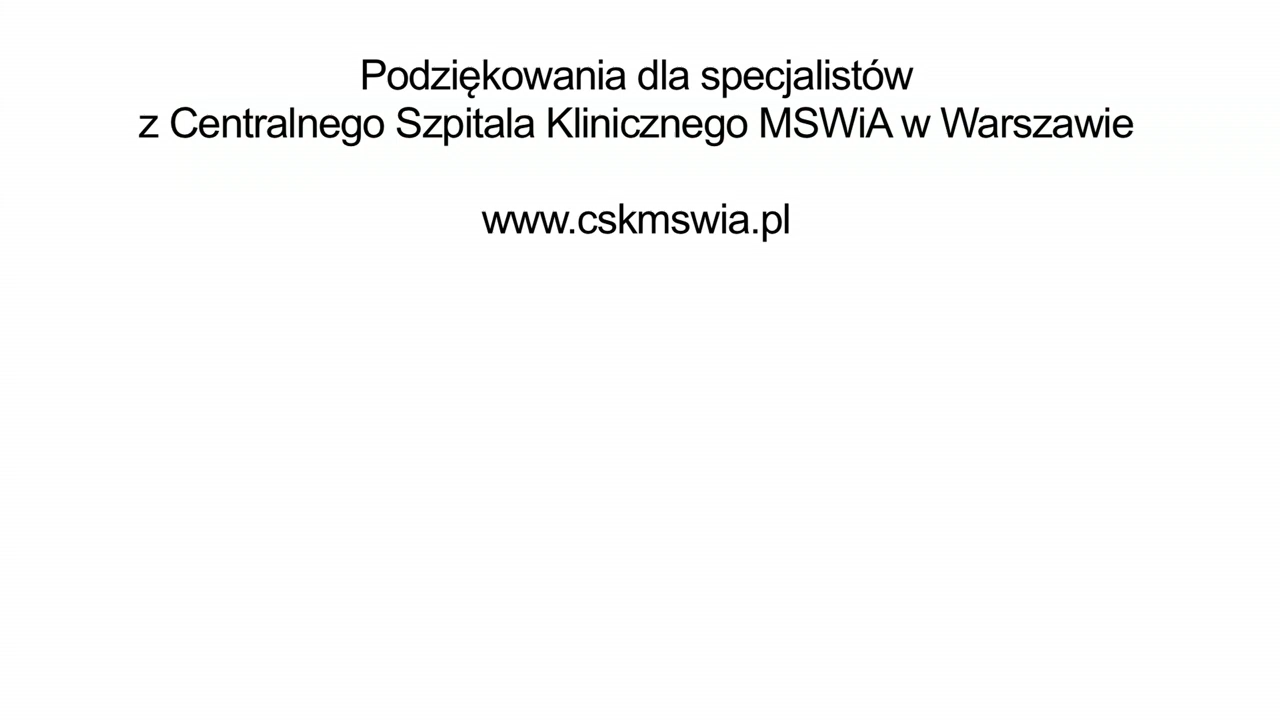 Podziękowania dla specjalistów
z Centralnego Szpitala Klinicznego MSWiA w Warszawie
www.cskmswia.pl